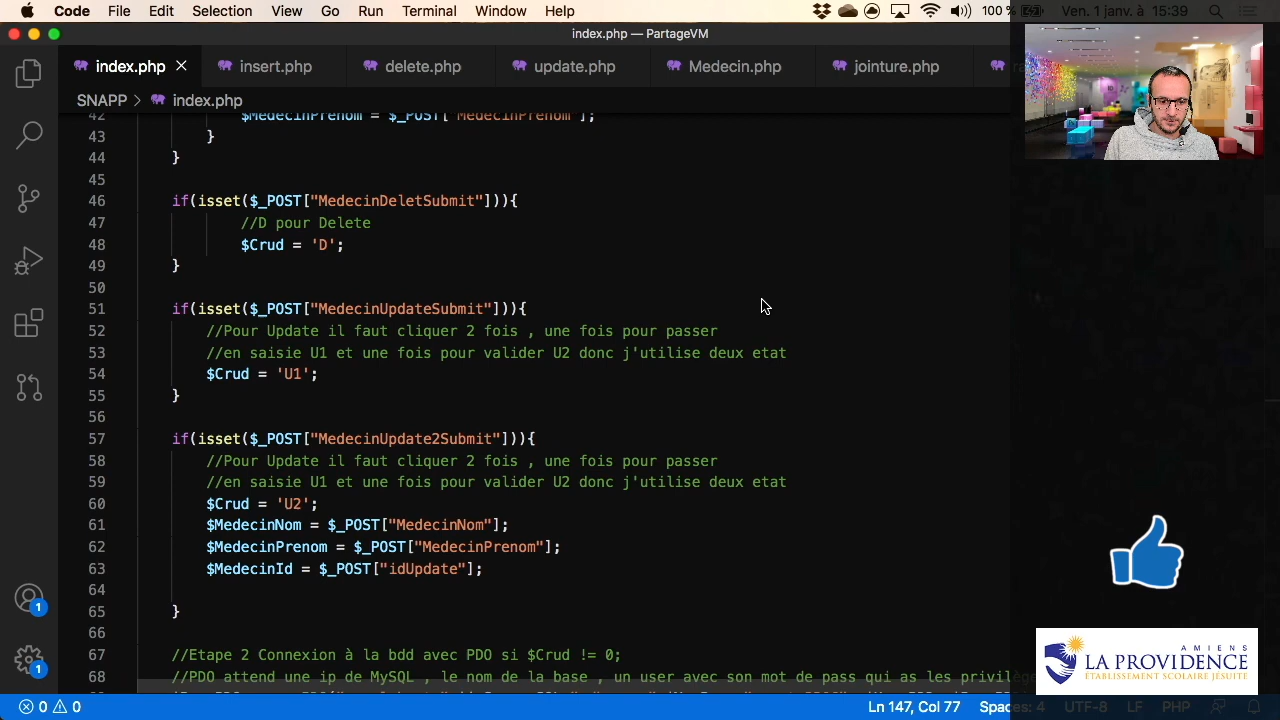 Code File Edit Selection View Go Run Terminal Window Help 100 % Ven. 1 janv. à 15:39
index.php — PartageVM
index.php insert.php delete.php update.php Medecin.php jointure.php
SNAPP > index.php
42 $MedecinPrenom = $_POST["MedecinPrenom"];
43 }
44 }
45
46 if(isset($_POST["MedecinDeletSubmit"])){
47 //D pour Delete
48 $Crud = 'D';
49 }
50
51 if(isset($_POST["MedecinUpdateSubmit"])){
52 //Pour Update il faut cliquer 2 fois , une fois pour passer
53 //en saisie U1 et une fois pour valider U2 donc j'utilise deux etat
54 $Crud = 'U1';
55 }
56
57 if(isset($_POST["MedecinUpdate2Submit"])){
58 //Pour Update il faut cliquer 2 fois , une fois pour passer
59 //en saisie U1 et une fois pour valider U2 donc j'utilise deux etat
60 $Crud = 'U2';
61 $MedecinNom = $_POST["MedecinNom"];
62 $MedecinPrenom = $_POST["MedecinPrenom"];
63 $MedecinId = $_POST["idUpdate"];
64
65 }
66
67 //Etape 2 Connexion à la bdd avec PDO si $Crud != 0;
68 //PDO attend une ip de MySQL , le nom de la base , un user avec son mot de pass qui as les privilège
1
1
AMIENS
LA PROVIDENCE
ÉTABLISSEMENT SCOLAIRE JÉSUITE
0 0 Ln 147, Col 77 Spaces: 4 UTF-8 LF PHP